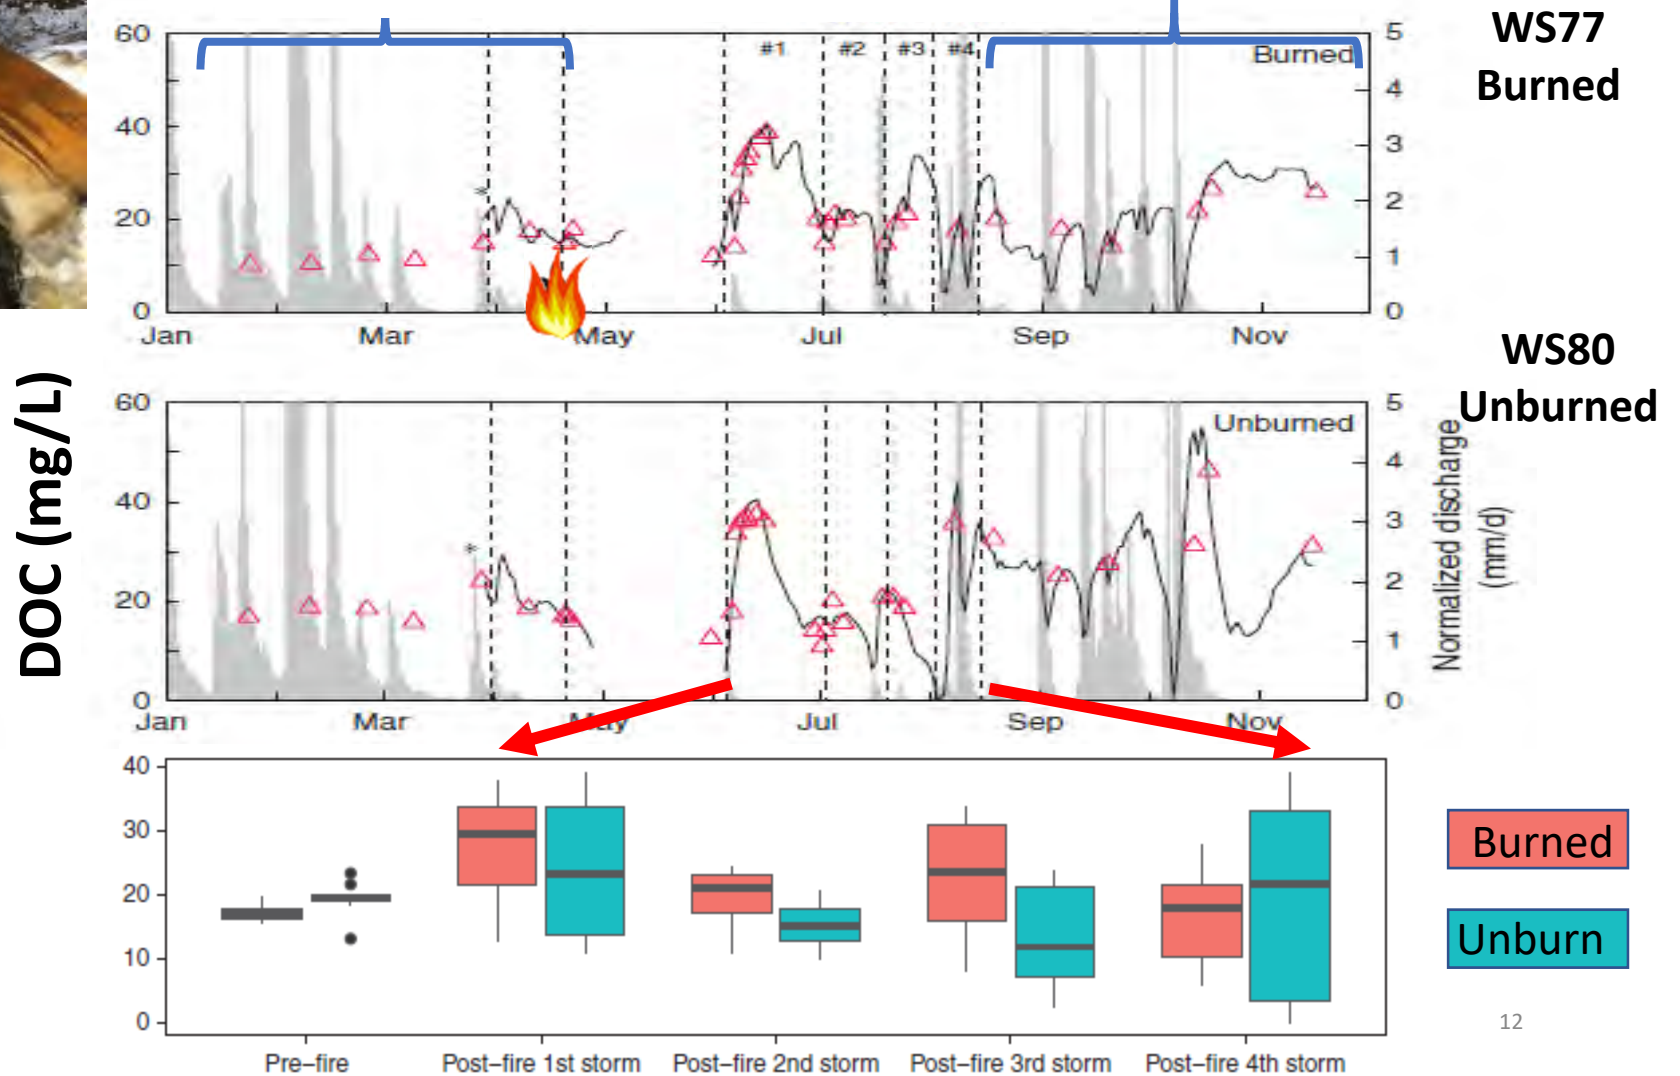 WS77
Burned
60
40
20
0
#1
#2
#3
#4
Burned
5
4
3
2
1
0
*
Jan
Mar
May
Jul
Sep
Nov
WS80
Unburned
DOC (mg/L)
60
40
20
0
Unburned
5
4
3
2
1
0
*
Normalized discharge
(mm/d)
Jan
Mar
May
Jul
Sep
Nov
40
30
20
10
0
Pre–fire
Post–fire 1st storm
Post–fire 2nd storm
Post–fire 3rd storm
Post–fire 4th storm
Burned
Unburn
12